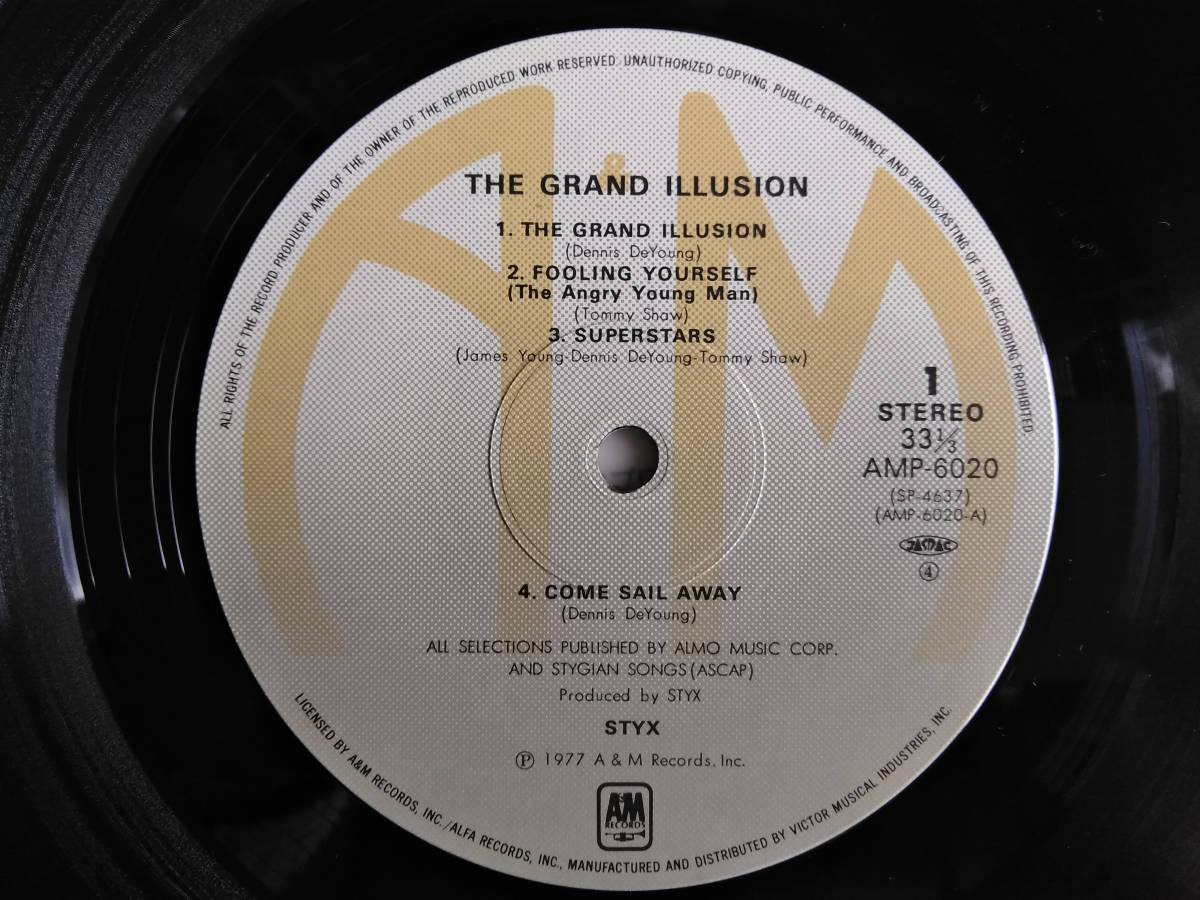 ALL RIGHTS OF THE RECORD PRODUCER AND OF THE OWNER OF THE REPRODUCED WORK RESERVED. UNAUTHORIZED COPYING, PUBLIC PERFORMANCE AND BROADCASTING OF THIS RECORDING PROHIBITED
THE GRAND ILLUSION
1. THE GRAND ILLUSION
(Dennis DeYoung)
2. FOOLING YOURSELF
(The Angry Young Man)
(Tommy Shaw)
3. SUPERSTARS
(James Young-Dennis DeYoung-Tommy Shaw)
1
STEREO
33⅓
AMP-6020
(SP-4637)
(AMP-6020-A)
JASRAC
④
4. COME SAIL AWAY
(Dennis DeYoung)
ALL SELECTIONS PUBLISHED BY ALMO MUSIC CORP.
AND STYGIAN SONGS (ASCAP)
Produced by STYX
STYX
℗ 1977 A & M Records, Inc.
A&M
RECORDS
LICENSED BY A&M RECORDS, INC./ALFA RECORDS, INC., MANUFACTURED AND DISTRIBUTED BY VICTOR MUSICAL INDUSTRIES, INC.